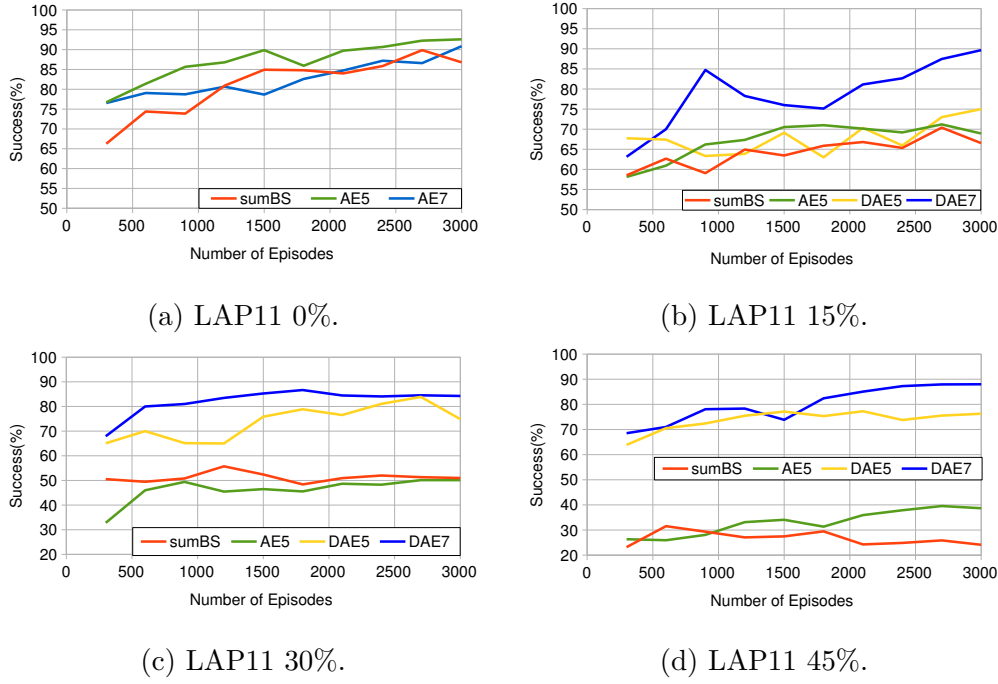 100
95
90
85
80
75
70
65
60
55
50
Success(%)
sumBS AE5 AE7
0 500 1000 1500 2000 2500 3000
Number of Episodes
(a) LAP11 0%.
100
95
90
85
80
75
70
65
60
55
50
Success(%)
sumBS AE5 DAE5 DAE7
0 500 1000 1500 2000 2500 3000
Number of Episodes
(b) LAP11 15%.
100
90
80
70
60
50
40
30
20
Success(%)
sumBS AE5 DAE5 DAE7
0 500 1000 1500 2000 2500 3000
Number of Episodes
(c) LAP11 30%.
100
90
80
70
60
50
40
30
20
Success(%)
sumBS AE5 DAE5 DAE7
0 500 1000 1500 2000 2500 3000
Number of Episodes
(d) LAP11 45%.